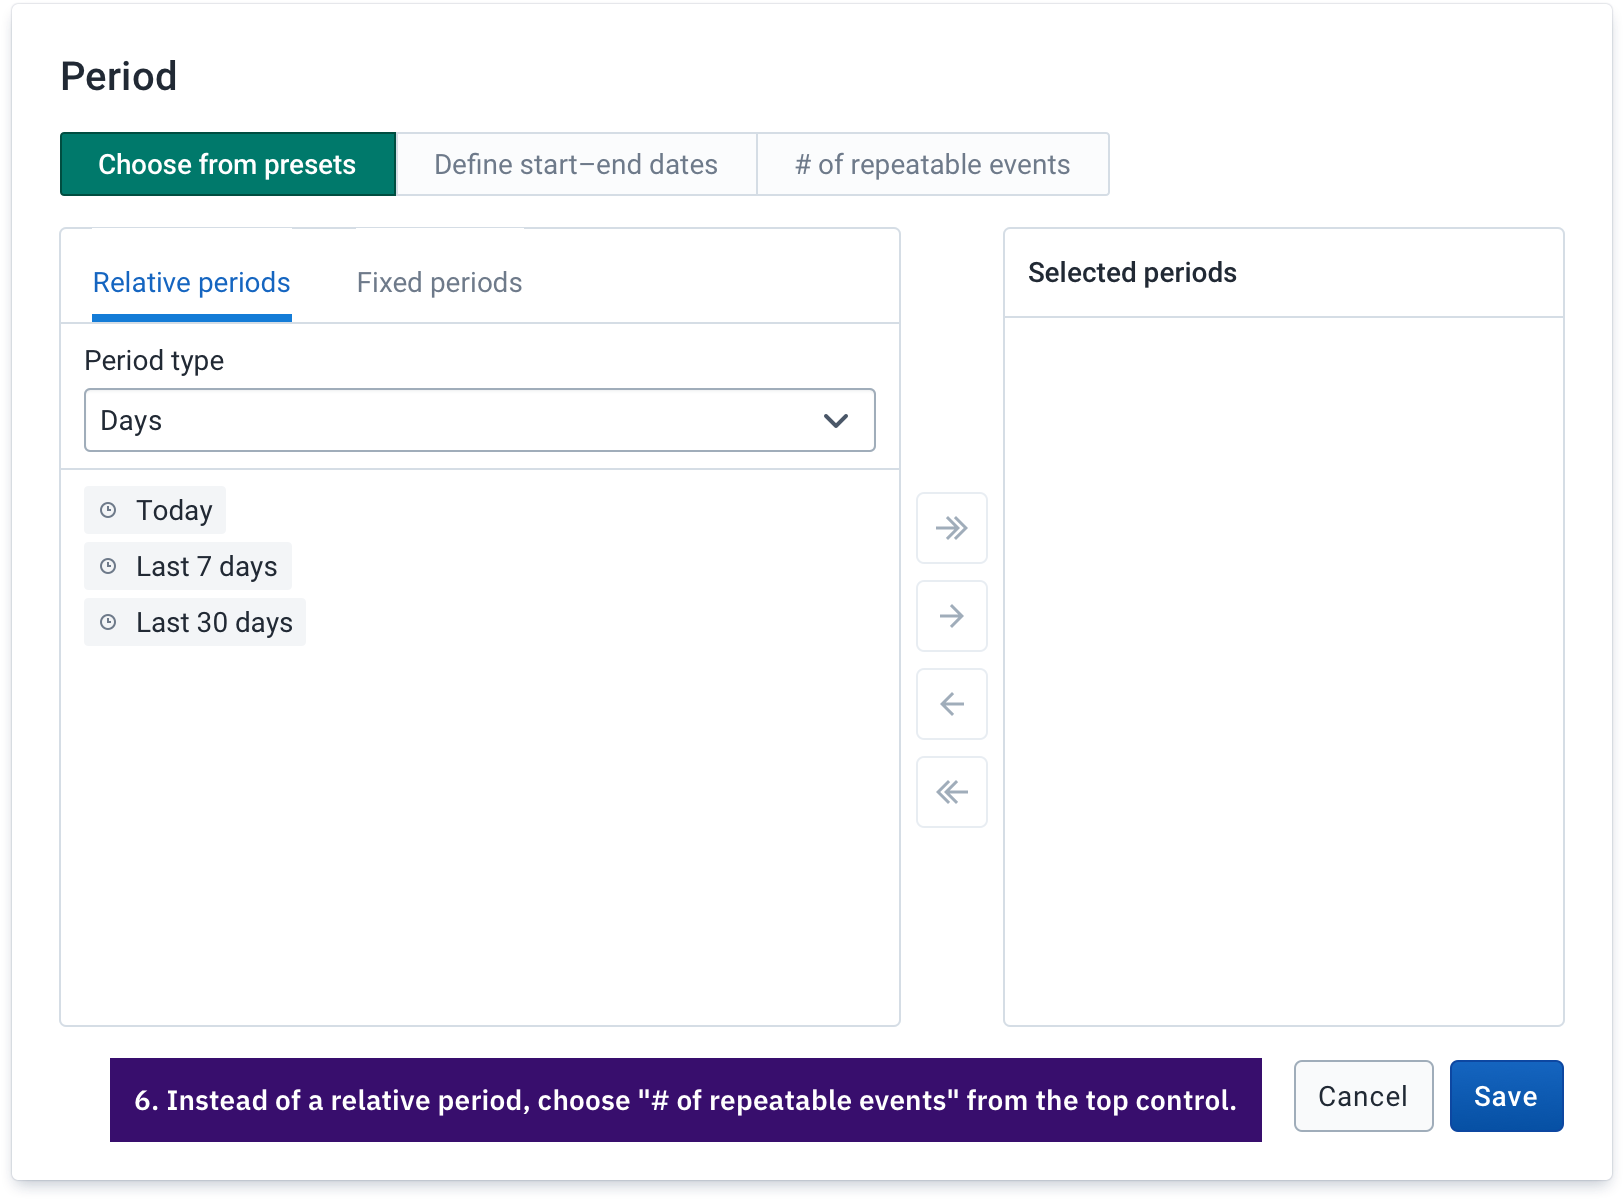 Period
Choose from presets
Define start–end dates
# of repeatable events
Relative periods
Fixed periods
Period type
Days
Today
Last 7 days
Last 30 days
Selected periods
6. Instead of a relative period, choose "# of repeatable events" from the top control.
Cancel
Save